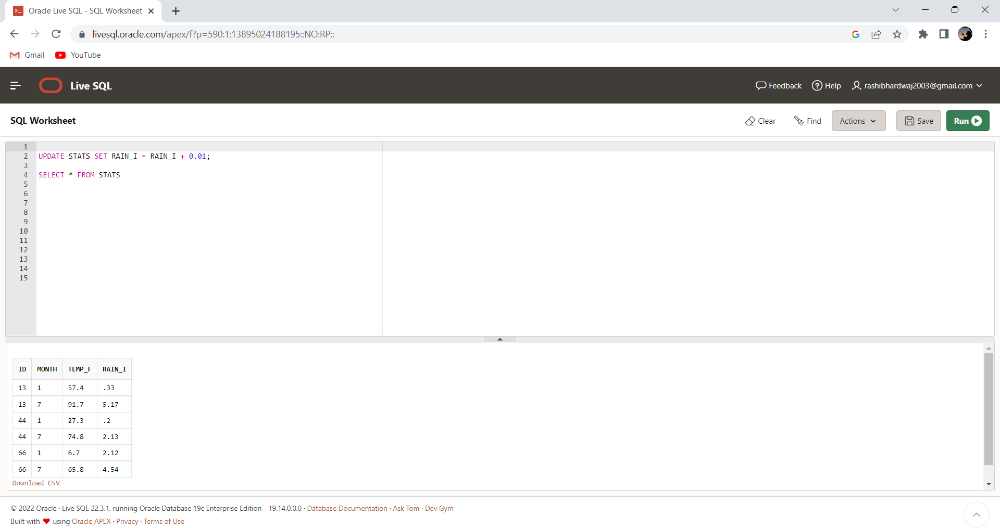 Oracle Live SQL - SQL Worksheet
livesql.oracle.com/apex/f?p=590:1:13895024188195::NO:RP::
Gmail YouTube
Live SQL Feedback Help rashibhardwaj2003@gmail.com
SQL Worksheet Clear Find Actions Save Run
1
2 UPDATE STATS SET RAIN_I = RAIN_I + 0.01;
3
4 SELECT * FROM STATS
5
6
7
8
9
10
11
12
13
14
15
ID MONTH TEMP_F RAIN_I
13 1 57.4 .33
13 7 91.7 5.17
44 1 27.3 .2
44 7 74.8 2.13
66 1 6.7 2.12
66 7 65.8 4.54
Download CSV
© 2022 Oracle · Live SQL 22.3.1, running Oracle Database 19c Enterprise Edition - 19.14.0.0.0 · Database Documentation · Ask Tom · Dev Gym
Built with ♥ using Oracle APEX · Privacy · Terms of Use